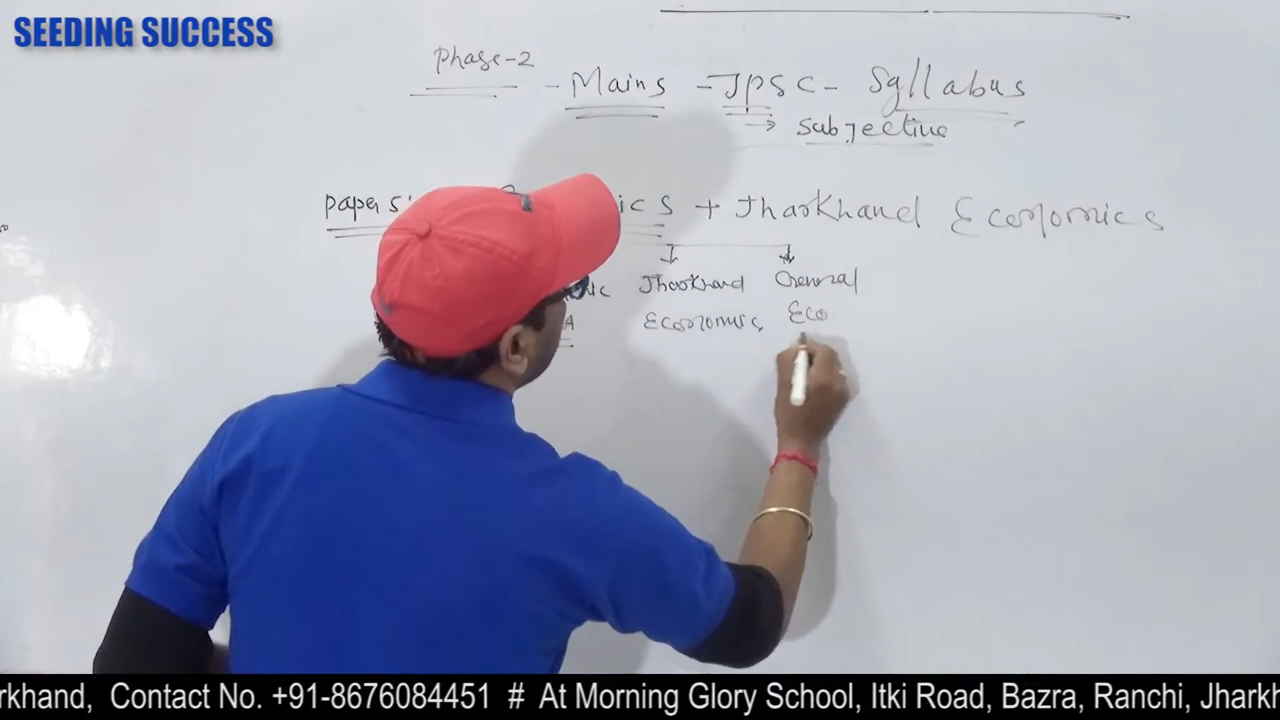 SEEDING SUCCESS
Phase-2 - Mains - JPSC - Syllabus
→ Subjective
Paper 5: ics + Jharkhand Economics
Jharkhand General
Economics Eco
A
rkhand, Contact No. +91-8676084451 # At Morning Glory School, Itki Road, Bazra, Ranchi, Jharkh